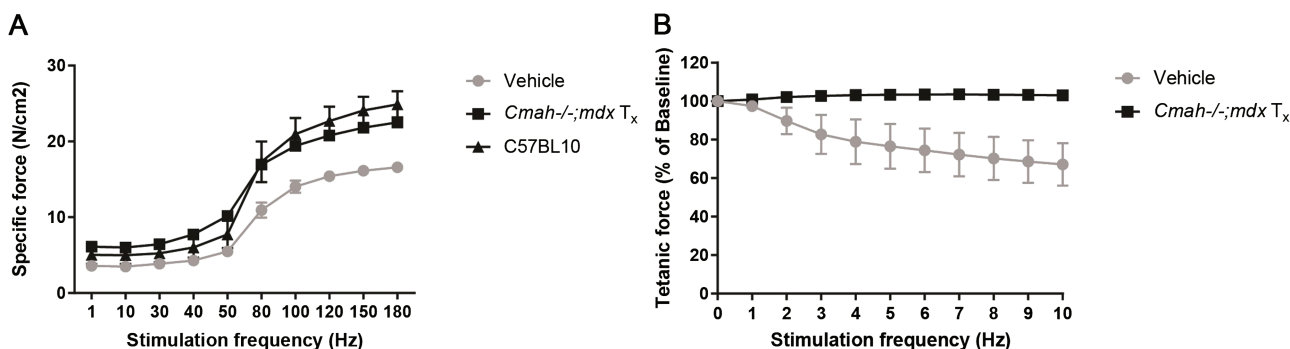 A
Specific force (N/cm2)
30
20
10
0
1 10 30 40 50 80 100 120 150 180
Stimulation frequency (Hz)
Vehicle
Cmah-/-;mdx Tx
C57BL10
B
Tetanic force (% of Baseline)
120
100
80
60
40
20
0
0 1 2 3 4 5 6 7 8 9 10
Stimulation frequency (Hz)
Vehicle
Cmah-/-;mdx Tx